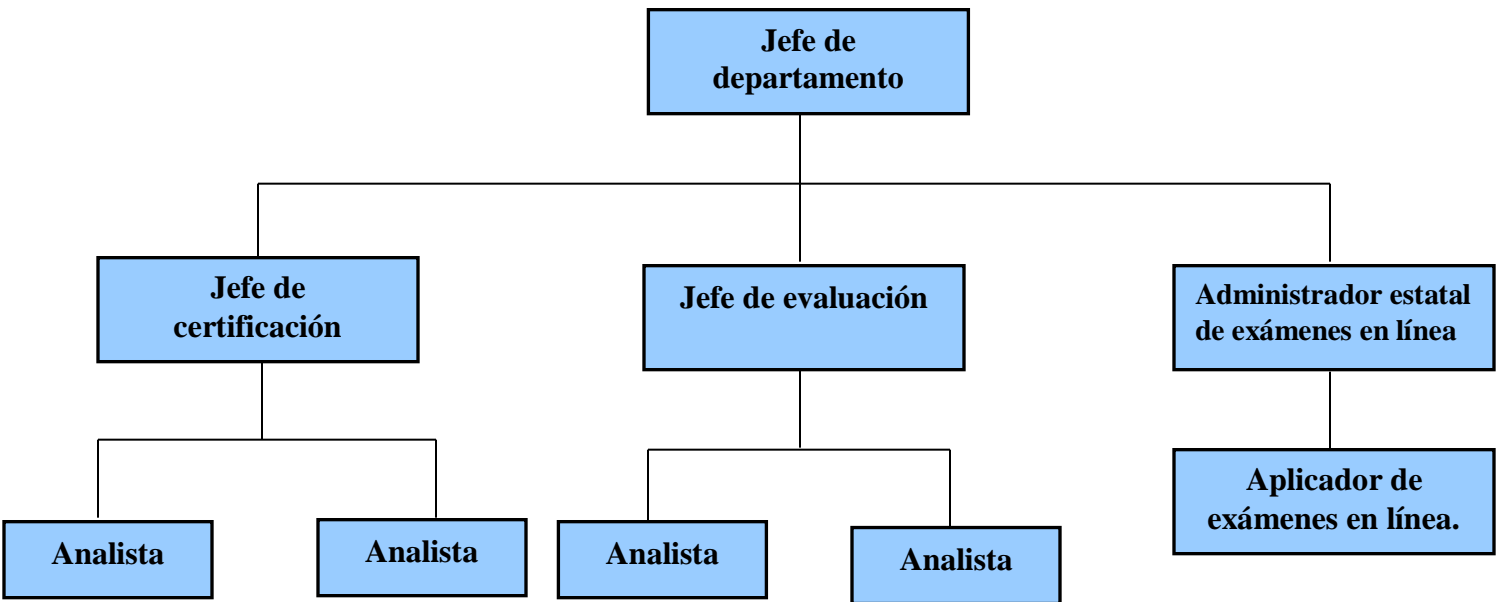 Jefe de
departamento
Jefe de
certificación
Jefe de evaluación
Administrador estatal
de exámenes en línea
Analista
Analista
Analista
Analista
Aplicador de
exámenes en línea.